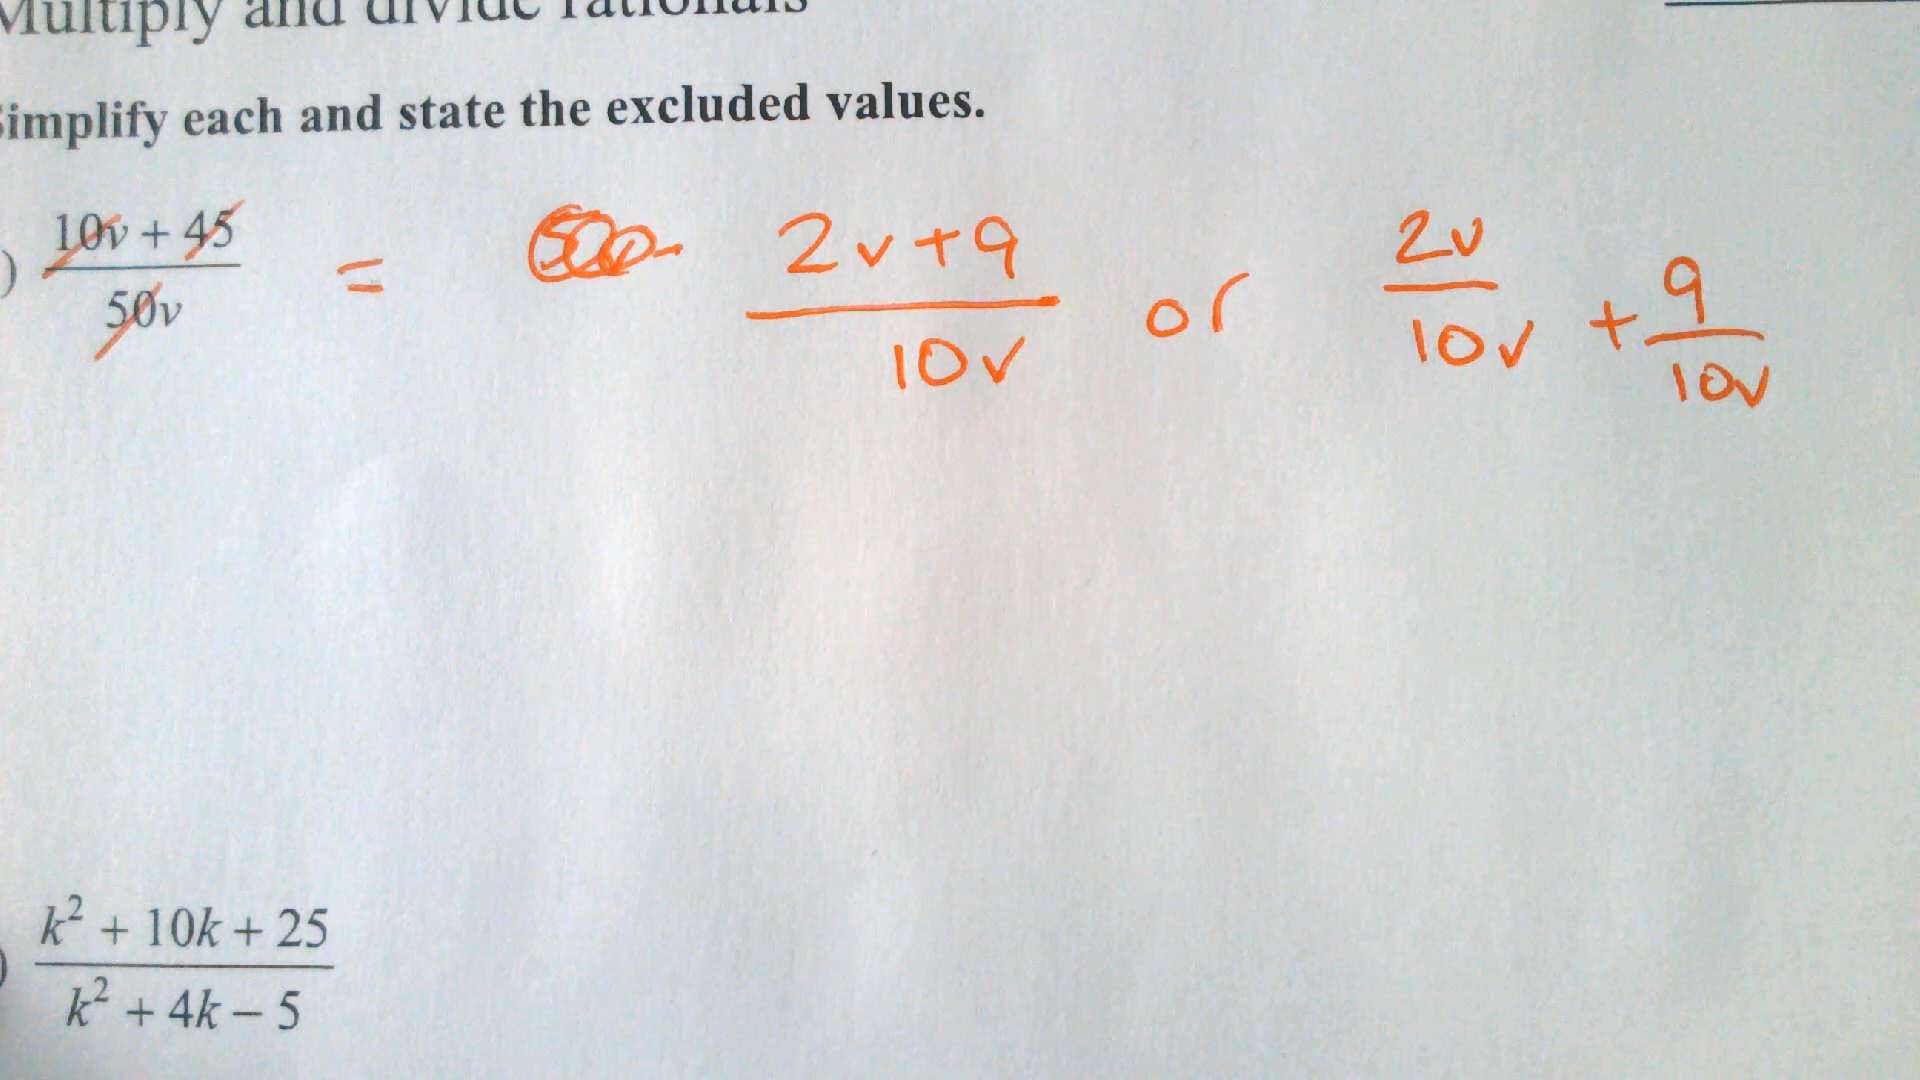 Multiply and divide rationals
Simplify each and state the excluded values.
) (10v + 45)/(50v) = (2v+9)/(10v) or 2v/(10v) + 9/(10v)
) (k² + 10k + 25)/(k² + 4k – 5)